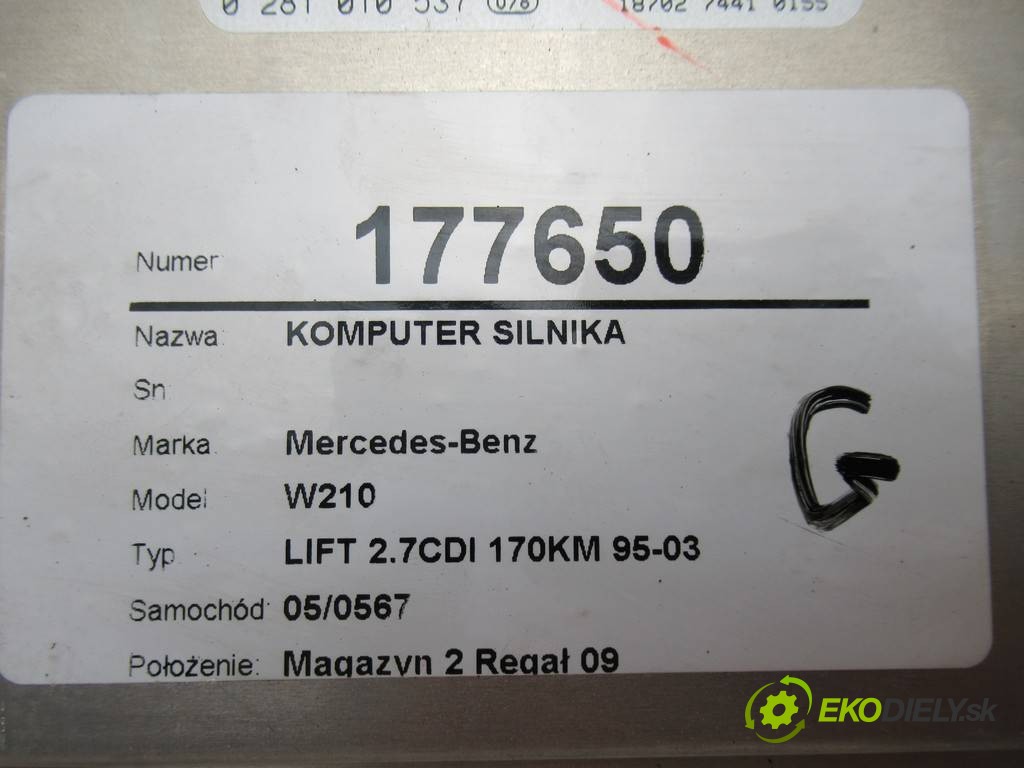 0 281 010 537 078
18702 7441 0155
Numer 177650
Nazwa: KOMPUTER SILNIKA
Sn
Marka Mercedes-Benz
Model W210
Typ LIFT 2.7CDI 170KM 95-03
Samochód 05/0567
Położenie: Magazyn 2 Regał 09
G
EKODIELY.sk